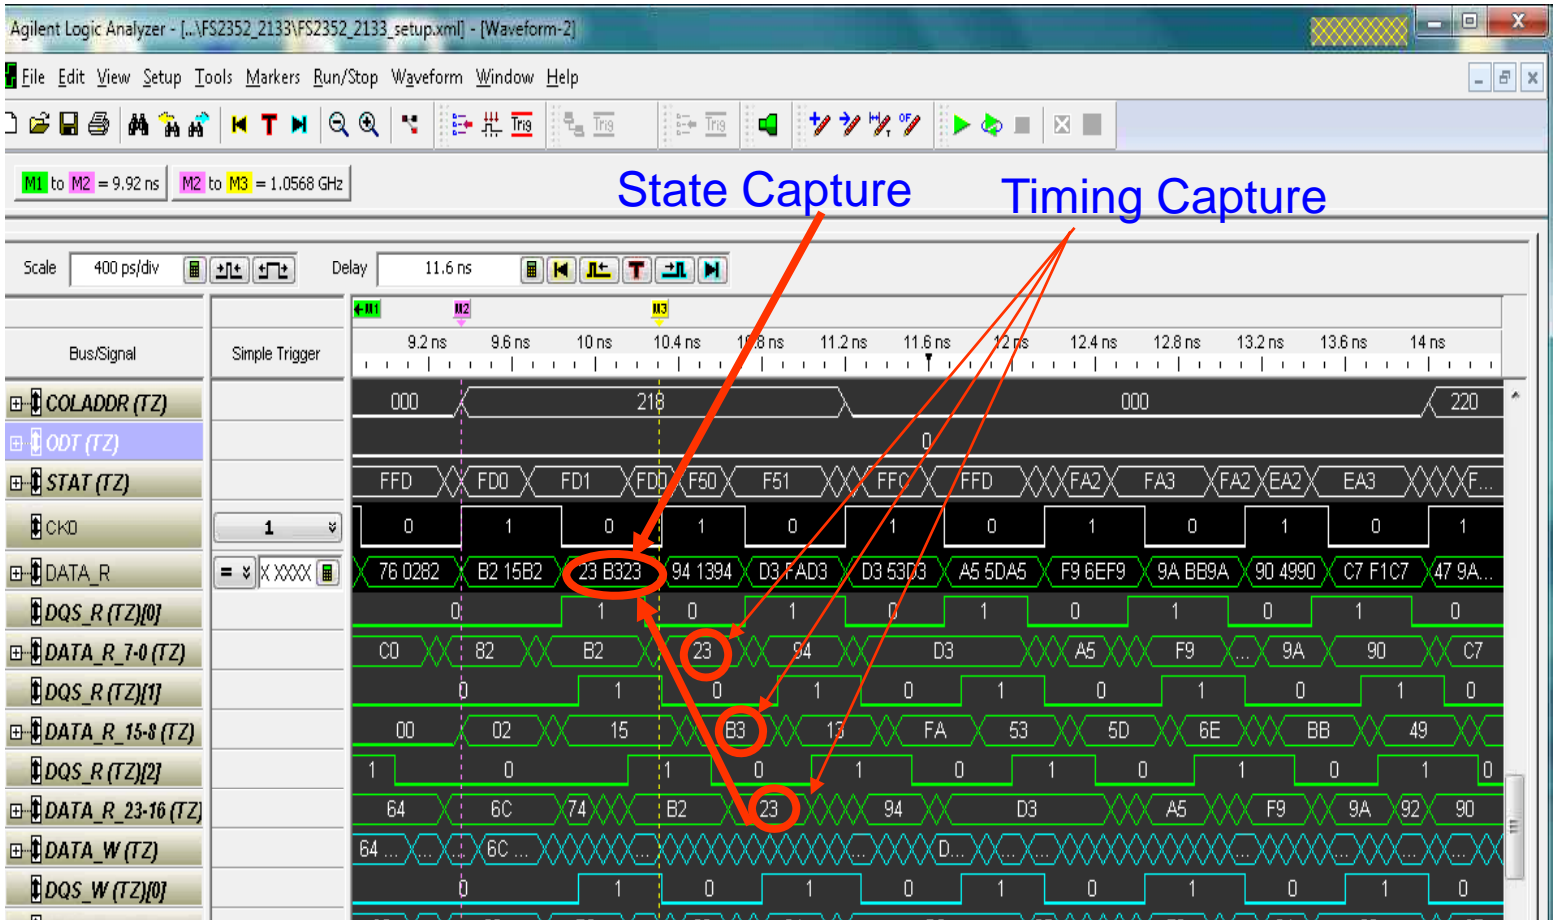 Agilent Logic Analyzer - [...\FS2352_2133\FS2352_2133_setup.xml] - [Waveform-2]
File Edit View Setup Tools Markers Run/Stop Waveform Window Help
M1 to M2 = 9.92 ns M2 to M3 = 1.0568 GHz
State Capture Timing Capture
Scale 400 ps/div Delay 11.6 ns
M1 M2 M3
Bus/Signal Simple Trigger 9.2 ns 9.6 ns 10 ns 10.4 ns 10.8 ns 11.2 ns 11.6 ns 12 ns 12.4 ns 12.8 ns 13.2 ns 13.6 ns 14 ns
COLADDR (TZ) 000 218 000 220
ODT (TZ) 0
STAT (TZ) FFD FD0 FD1 FD0 F50 F51 FFC FFD FA2 FA3 FA2 EA2 EA3 F...
CK0 1 0 1 0 1 0 1 0 1 0 1 0 1
DATA_R = X XXXX 76 0282 B2 15B2 23 B323 94 1394 D3 FAD3 D3 53D3 A5 5DA5 F9 6EF9 9A BB9A 90 4990 C7 F1C7 47 9A...
DQS_R (TZ)[0] 0 1 0 1 0 1 0 1 0 1 0
DATA_R_7-0 (TZ) C0 82 B2 23 94 D3 A5 F9 ... 9A 90 C7
DQS_R (TZ)[1] 0 1 0 1 0 1 0 1 0 1 0
DATA_R_15-8 (TZ) 00 02 15 B3 13 FA 53 5D 6E BB 49
DQS_R (TZ)[2] 1 0 1 0 1 0 1 0 1 0 1 0
DATA_R_23-16 (TZ) 64 6C 74 B2 23 94 D3 A5 F9 9A 92 90
DATA_W (TZ) 64 ... ... ... 6C ... ... ... ... D... ... ... ... ... ... ...
DQS_W (TZ)[0] 0 1 0 1 0 1 0 1 0 1 0